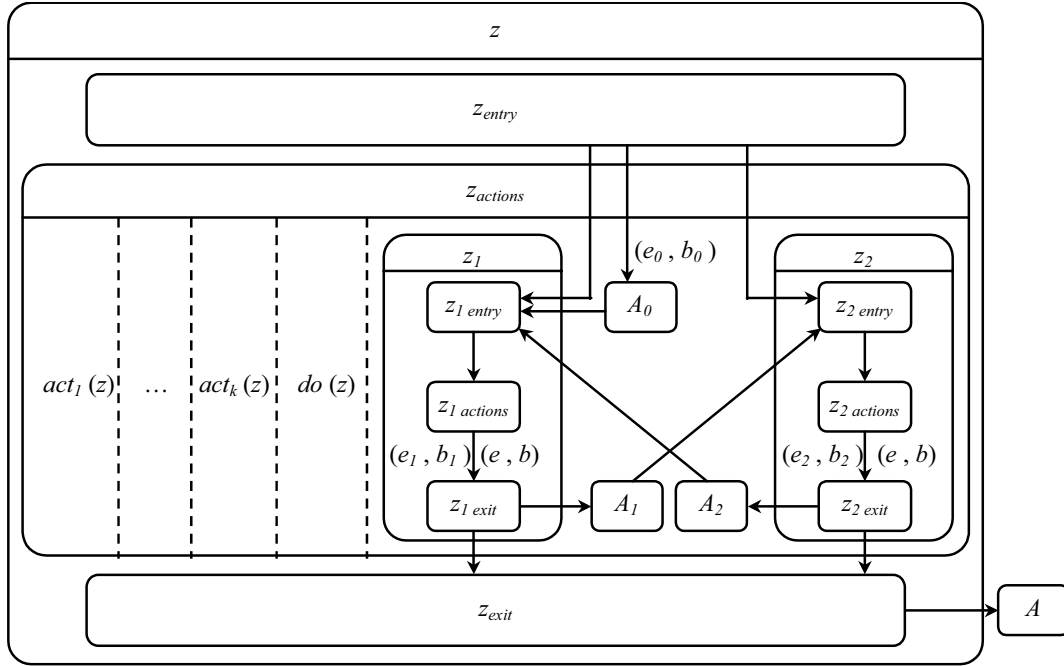 z
z_entry
z_actions
(e_0 , b_0 )
z_1
z_2
z_1 entry
A_0
z_2 entry
act_1 (z) … act_k (z) do (z)
z_1 actions
z_2 actions
(e_1 , b_1 ) (e , b)
(e_2 , b_2 ) (e , b)
z_1 exit
A_1
A_2
z_2 exit
z_exit
A